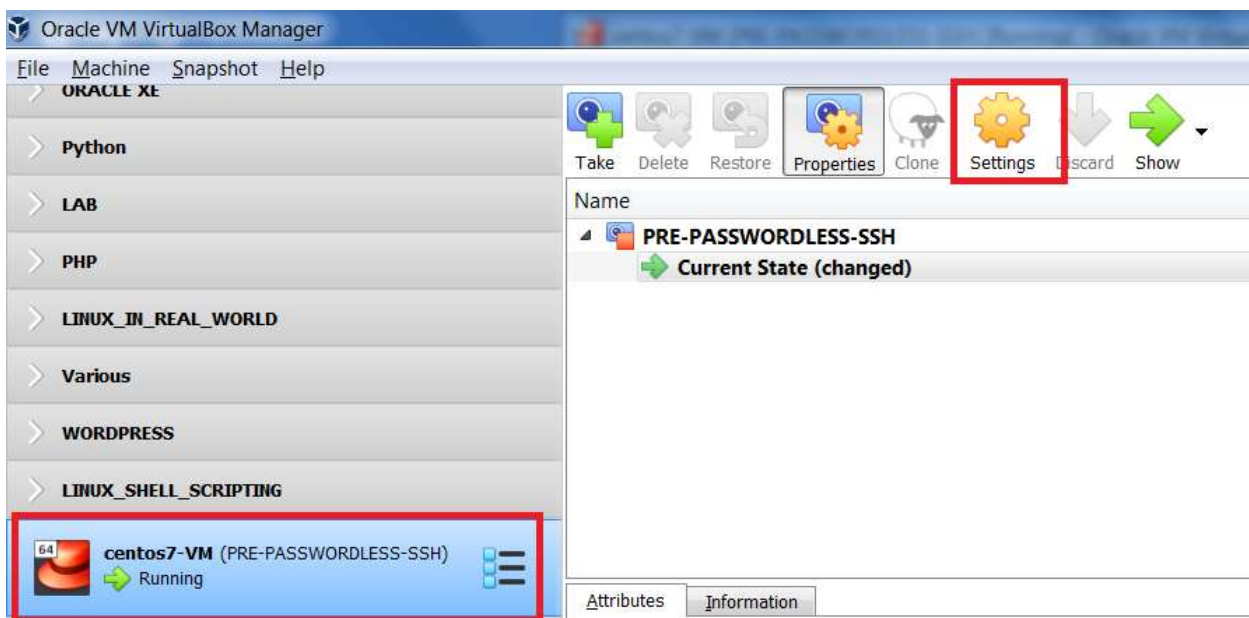 Oracle VM VirtualBox Manager
File Machine Snapshot Help
ORACLE XE
Python
LAB
PHP
LINUX_IN_REAL_WORLD
Various
WORDPRESS
LINUX_SHELL_SCRIPTING
64
centos7-VM (PRE-PASSWORDLESS-SSH)
Running
Take Delete Restore Properties Clone Settings Discard Show
Name
PRE-PASSWORDLESS-SSH
Current State (changed)
Attributes Information